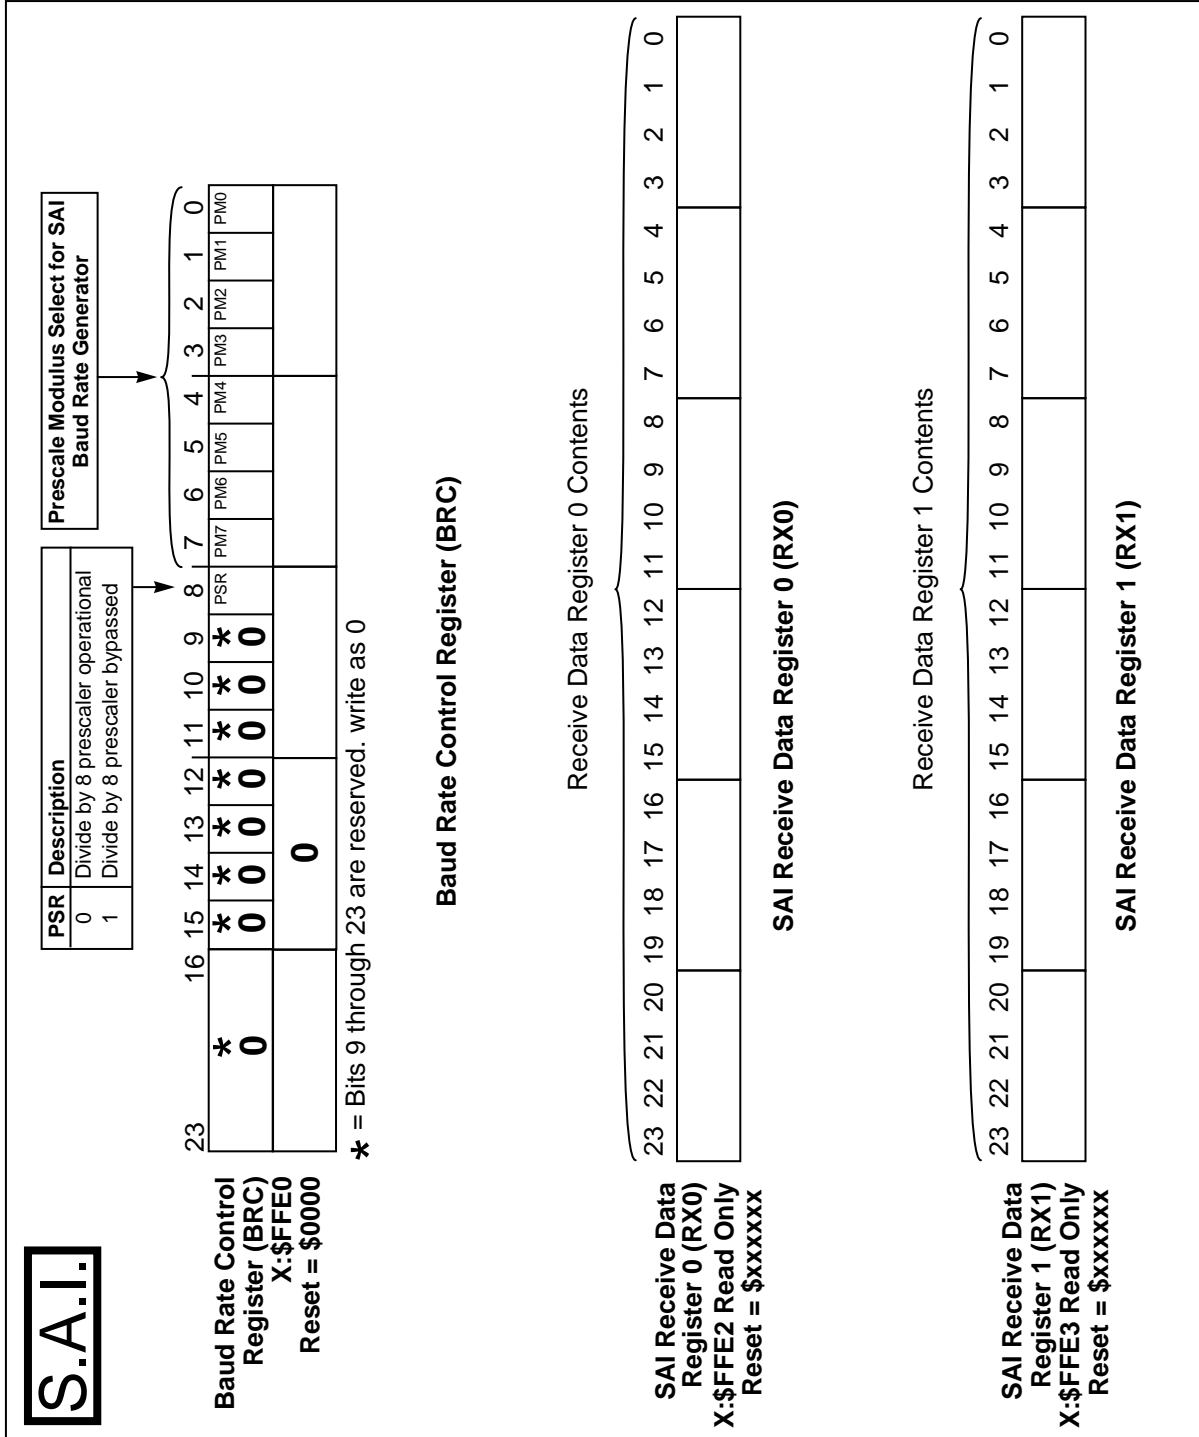 S.A.I.
PSR Description
0 Divide by 8 prescaler operational
1 Divide by 8 prescaler bypassed
Prescale Modulus Select for SAI
Baud Rate Generator
23 16 15 14 13 12 11 10 9 8 7 6 5 4 3 2 1 0
Baud Rate Control
Register (BRC)
X:$FFE0
Reset = $0000
* * * * * * * * PSR PM7 PM6 PM5 PM4 PM3 PM2 PM1 PM0
0 0 0 0 0 0 0 0
0
* = Bits 9 through 23 are reserved. write as 0
Baud Rate Control Register (BRC)
Receive Data Register 0 Contents
23 22 21 20 19 18 17 16 15 14 13 12 11 10 9 8 7 6 5 4 3 2 1 0
SAI Receive Data
Register 0 (RX0)
X:$FFE2 Read Only
Reset = $xxxxxx
SAI Receive Data Register 0 (RX0)
Receive Data Register 1 Contents
23 22 21 20 19 18 17 16 15 14 13 12 11 10 9 8 7 6 5 4 3 2 1 0
SAI Receive Data
Register 1 (RX1)
X:$FFE3 Read Only
Reset = $xxxxxx
SAI Receive Data Register 1 (RX1)